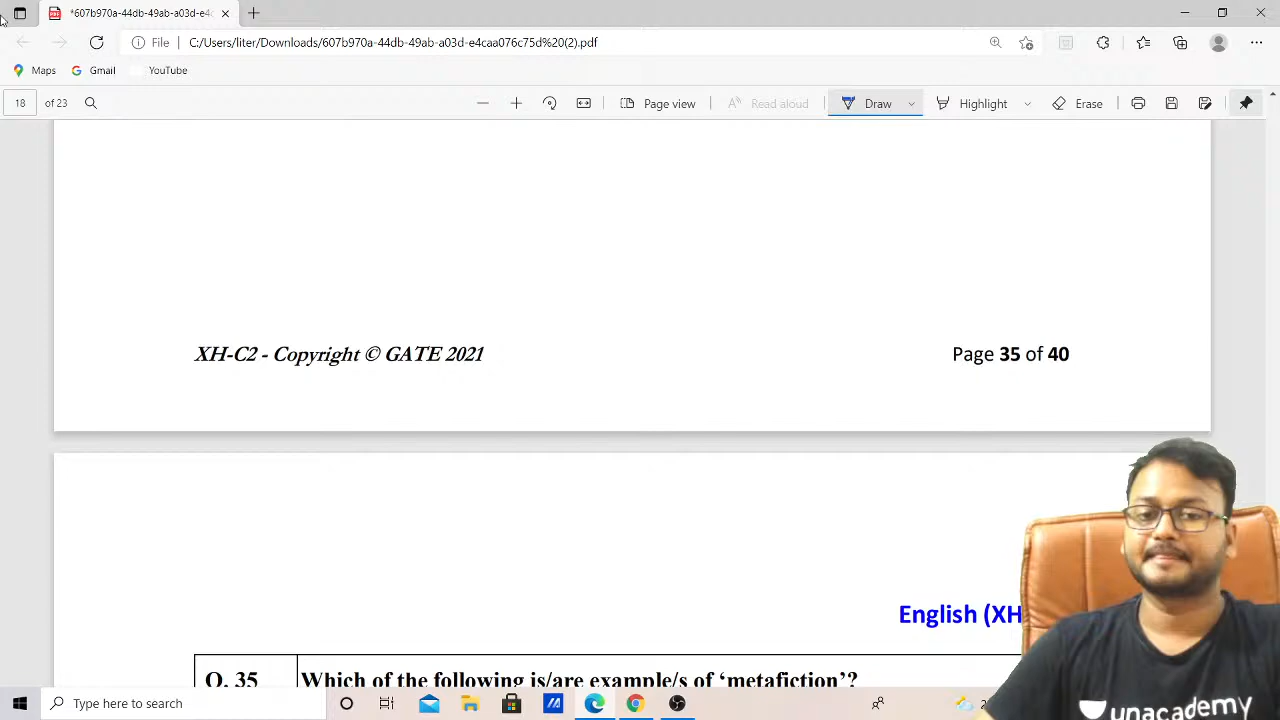 *607b970a-44db-49ab-a03d-e4c
File C:/Users/liter/Downloads/607b970a-44db-49ab-a03d-e4caa076c75d%20(2).pdf
Maps Gmail YouTube
18 of 23 Page view Read aloud Draw Highlight Erase
XH-C2 - Copyright © GATE 2021 Page 35 of 40
English (XH
Q. 35 Which of the following is/are example/s of ‘metafiction’?
unacademy
Type here to search